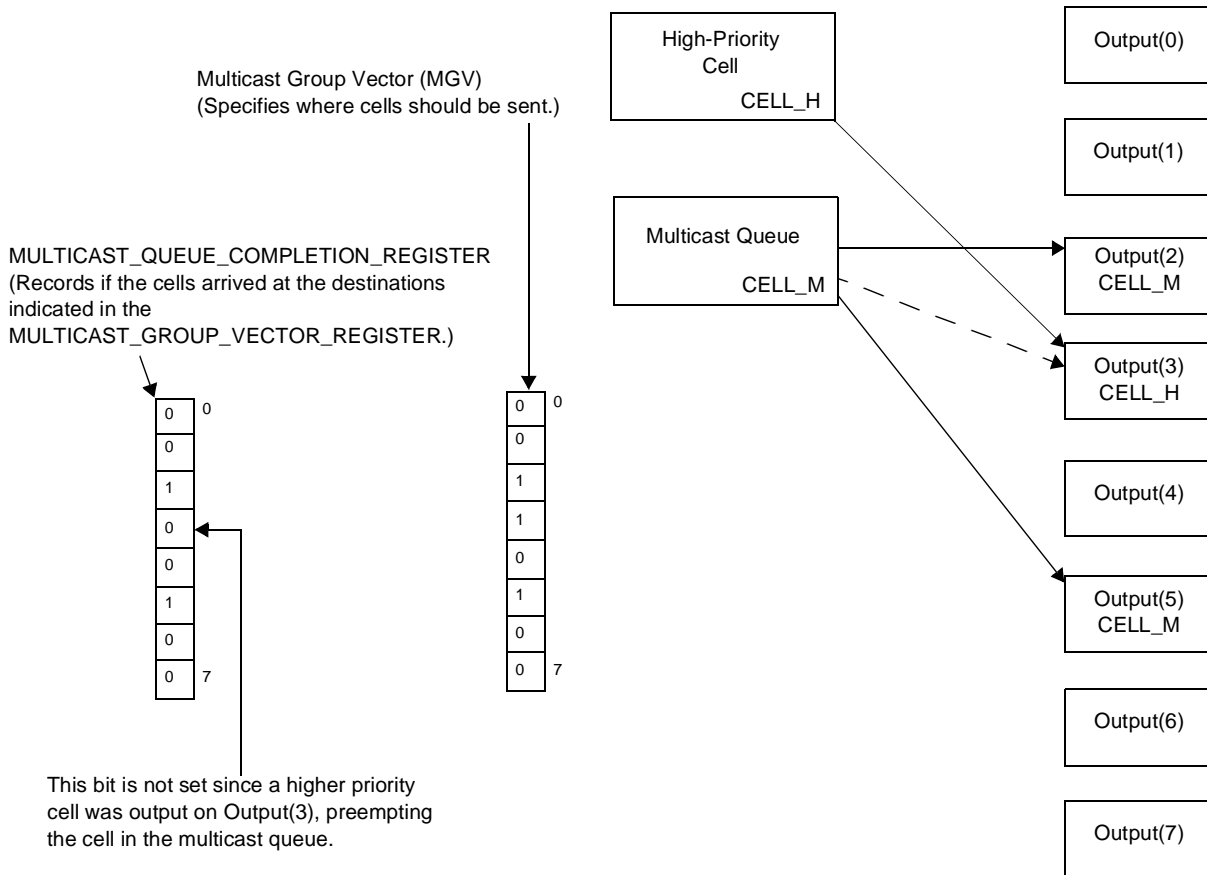 High-Priority
Cell
CELL_H
Output(0)
Multicast Group Vector (MGV)
(Specifies where cells should be sent.)
Output(1)
Multicast Queue
CELL_M
MULTICAST_QUEUE_COMPLETION_REGISTER
(Records if the cells arrived at the destinations
indicated in the
MULTICAST_GROUP_VECTOR_REGISTER.)
Output(2)
CELL_M
Output(3)
CELL_H
0 0
0
1
0
0
1
0
0 7
0 0
0
1
1
0
1
0
0 7
Output(4)
Output(5)
CELL_M
Output(6)
This bit is not set since a higher priority
cell was output on Output(3), preempting
the cell in the multicast queue.
Output(7)